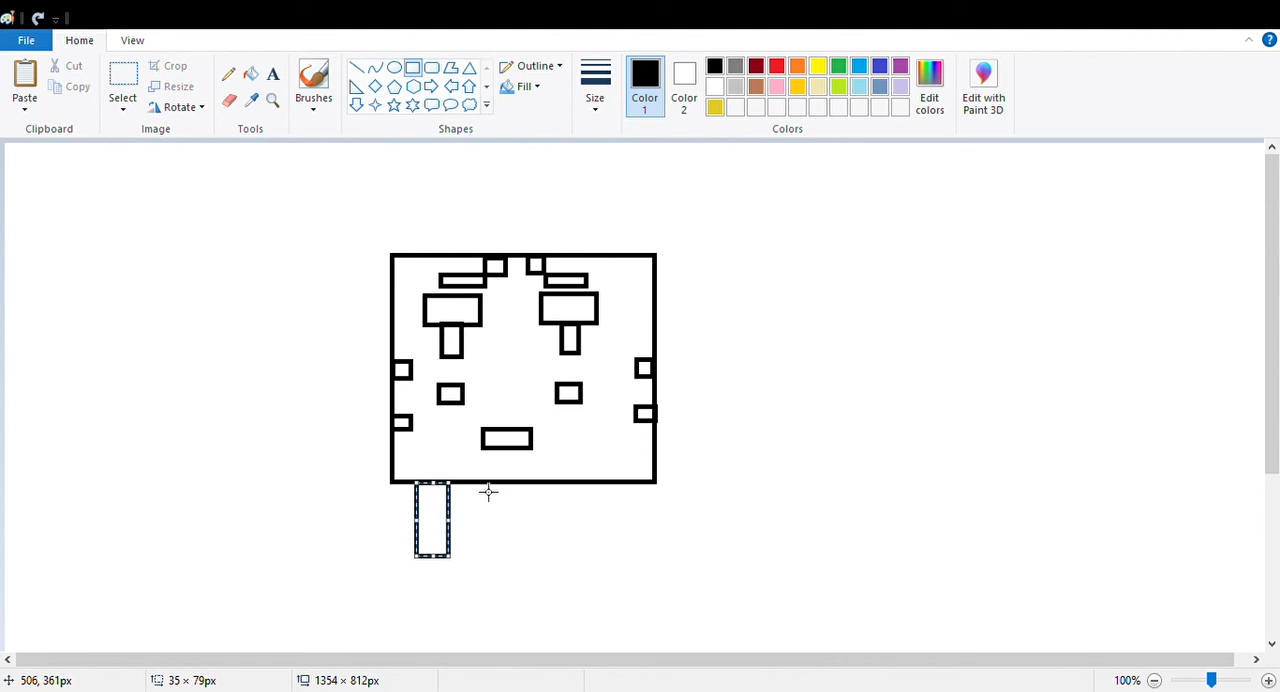 File Home View
Cut
Copy
Paste
Clipboard
Crop
Resize
Rotate
Select
Image
A
Tools
Brushes
Outline
Fill
Shapes
Size
Color
1
Color
2
Edit
colors
Colors
Edit with
Paint 3D
?
506, 361px 35 × 79px 1354 × 812px 100%